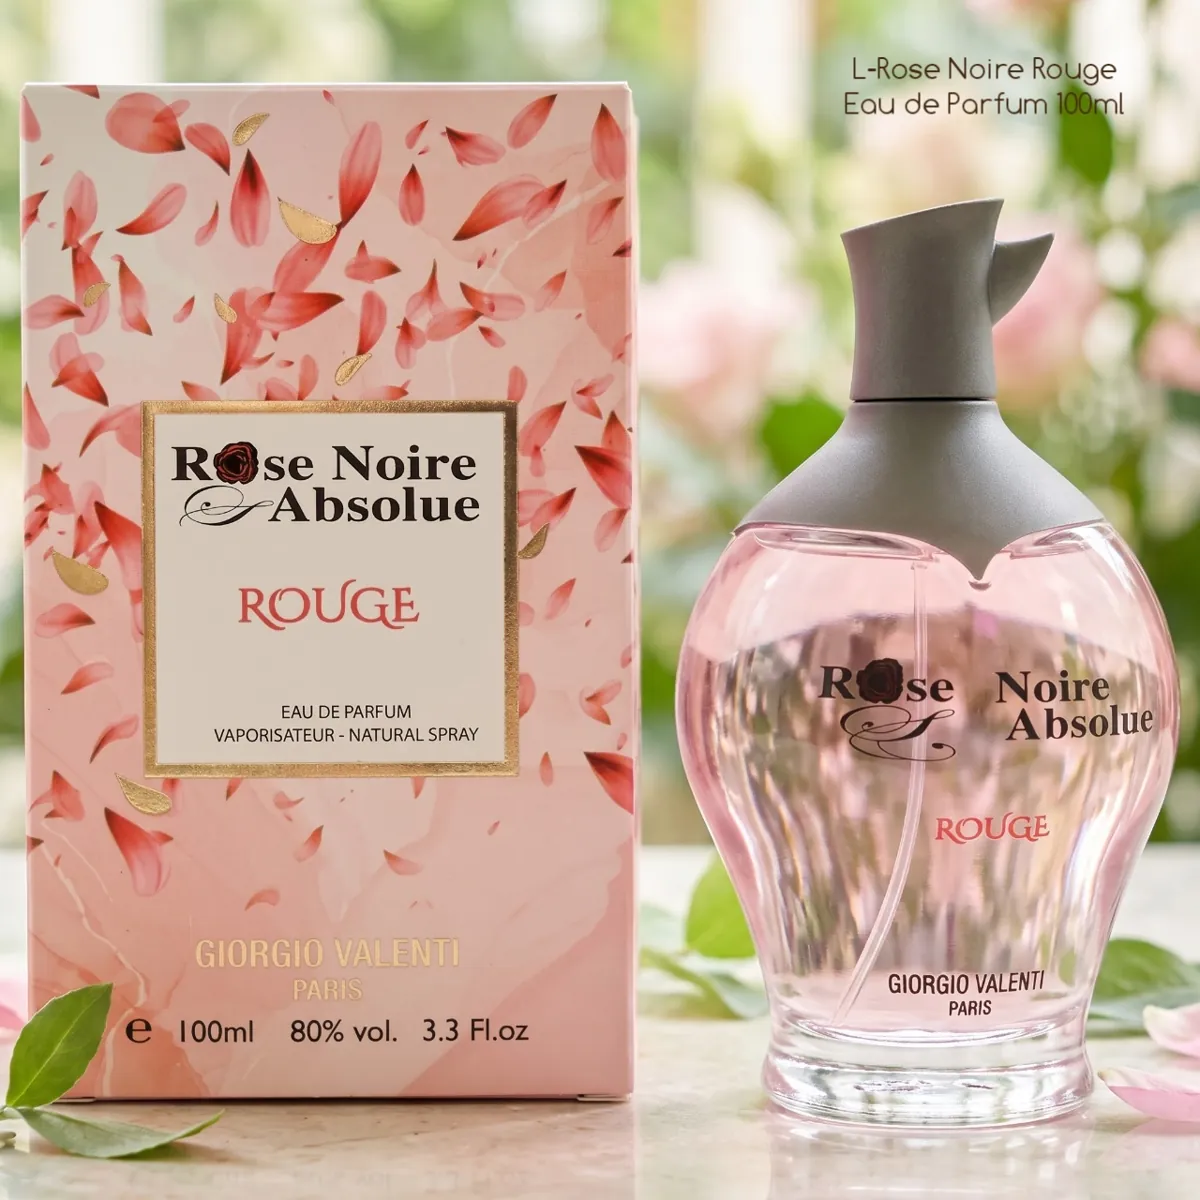 L-Rose Noire Rouge
Eau de Parfum 100ml
Rose Noire
Absolue
ROUGE
EAU DE PARFUM
VAPORISATEUR - NATURAL SPRAY
GIORGIO VALENTI
PARIS
e 100ml 80% vol. 3.3 Fl.oz
Rose Noire
Absolue
ROUGE
GIORGIO VALENTI
PARIS